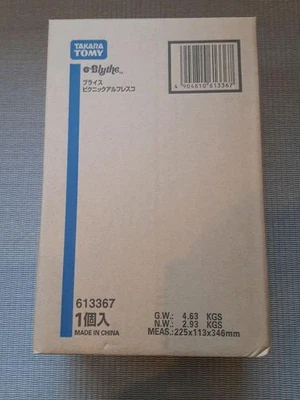 TAKARA
TOMY
Blythe™
ブライス
ピクニックアルフレスコ
4 904810 613367
613367
1個入
MADE IN CHINA
G.W.: 4.63 KGS
N.W.: 2.93 KGS
MEAS.:225x113x346mm